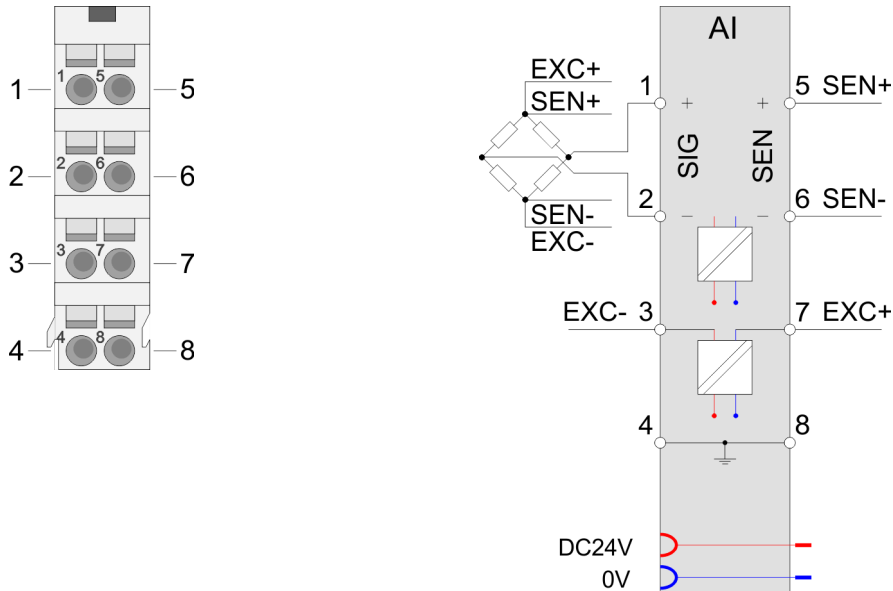 1 5
1 5
2 6
2 6
3 7
3 7
4 8
4 8
AI
EXC+
SEN+
1 + + 5 SEN+
SIG SEN
2 - - 6 SEN-
SEN-
EXC-
EXC- 3 7 EXC+
4 8
DC24V
0V